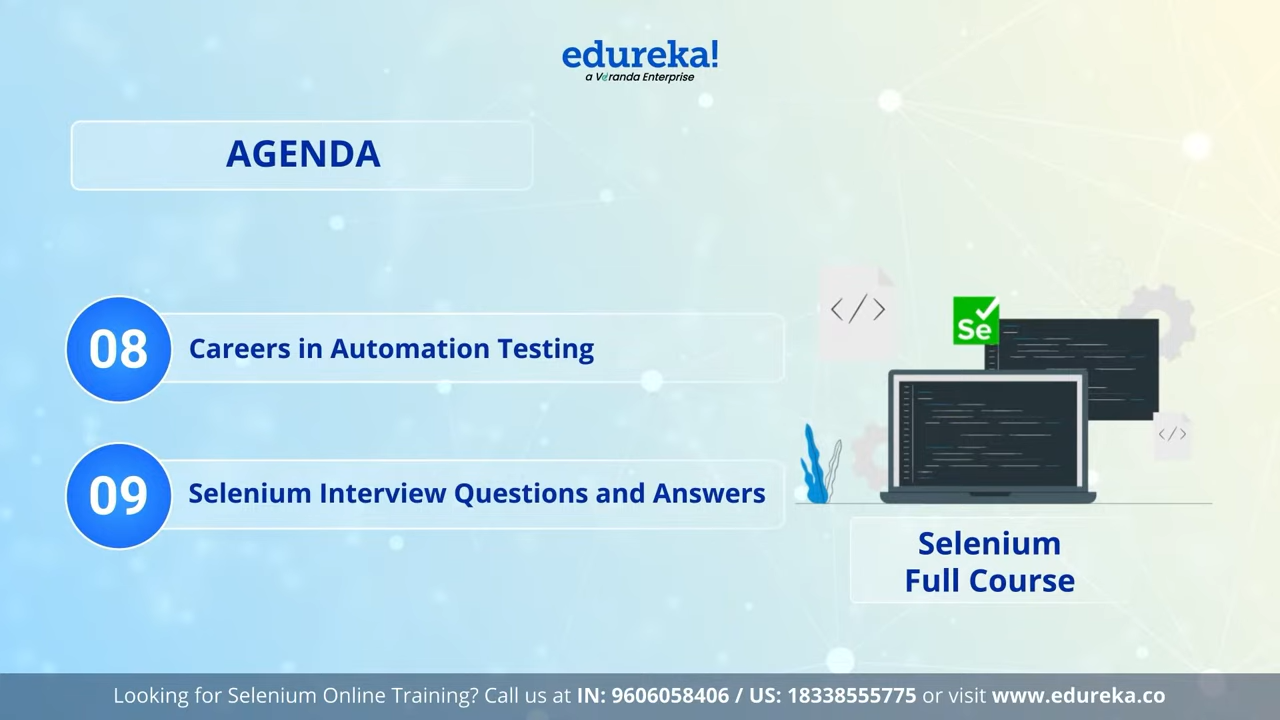 edureka!
a Veranda Enterprise
AGENDA
08
Careers in Automation Testing
09
Selenium Interview Questions and Answers
</>
Se
</>
Selenium
Full Course
Looking for Selenium Online Training? Call us at IN: 9606058406 / US: 18338555775 or visit www.edureka.co